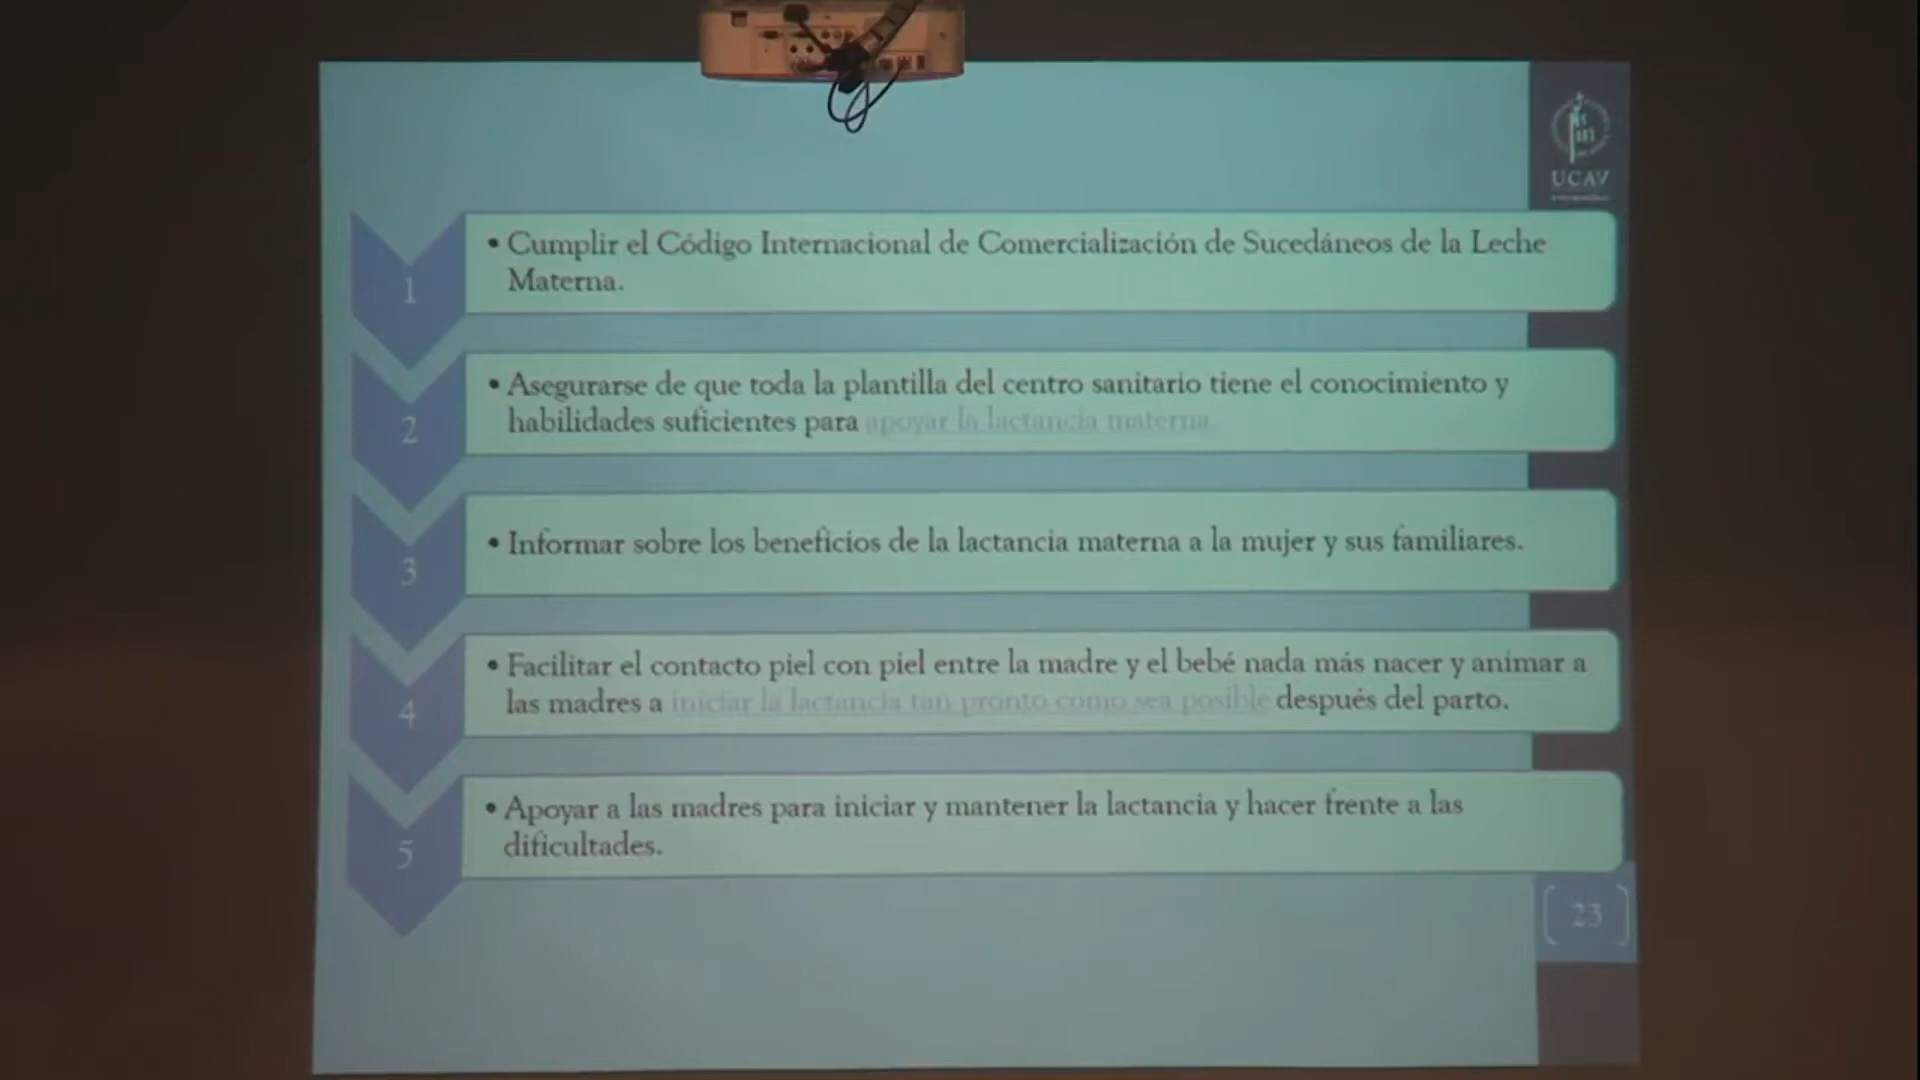 UCAV
1
• Cumplir el Código Internacional de Comercialización de Sucedáneos de la Leche
Materna.
2
• Asegurarse de que toda la plantilla del centro sanitario tiene el conocimiento y
habilidades suficientes para apoyar la lactancia materna.
3
• Informar sobre los beneficios de la lactancia materna a la mujer y sus familiares.
4
• Facilitar el contacto piel con piel entre la madre y el bebé nada más nacer y animar a
las madres a iniciar la lactancia tan pronto como sea posible después del parto.
5
• Apoyar a las madres para iniciar y mantener la lactancia y hacer frente a las
dificultades.
23